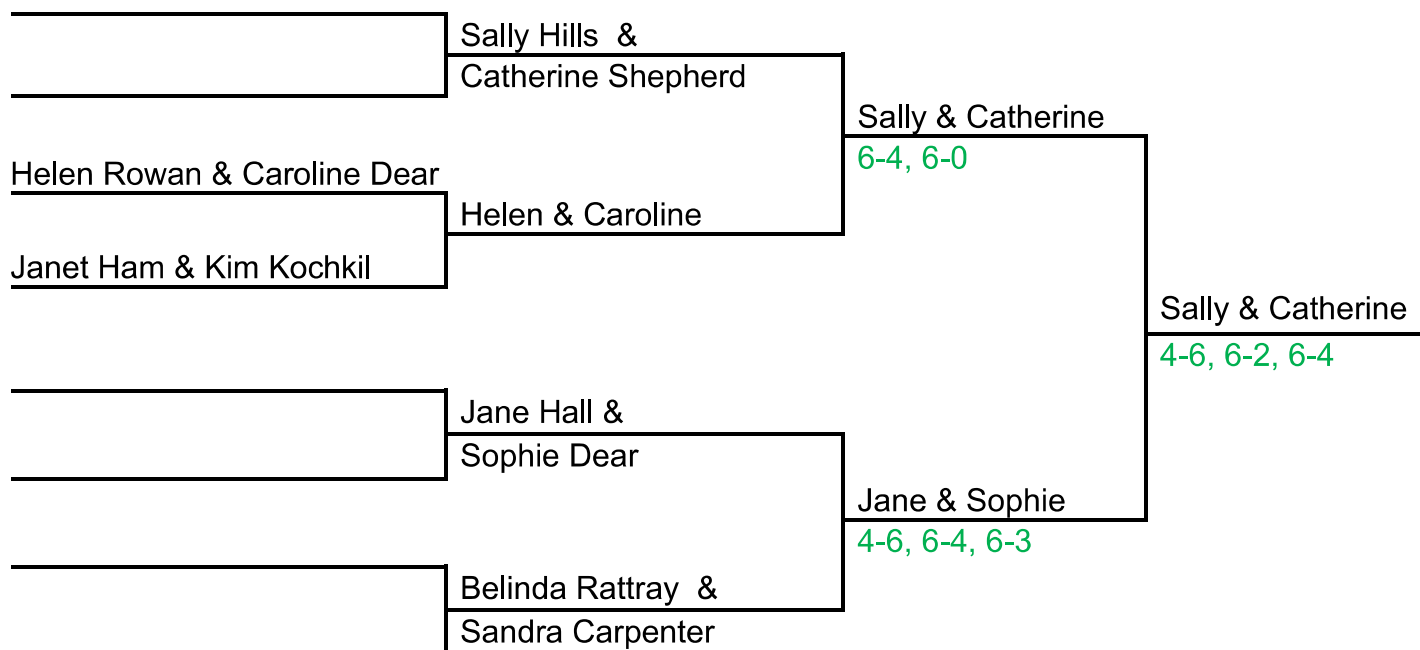 Sally Hills &
Catherine Shepherd
Sally & Catherine
6-4, 6-0
Helen Rowan & Caroline Dear
Helen & Caroline
Janet Ham & Kim Kochkil
Sally & Catherine
4-6, 6-2, 6-4
Jane Hall &
Sophie Dear
Jane & Sophie
4-6, 6-4, 6-3
Belinda Rattray &
Sandra Carpenter